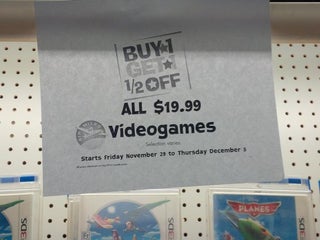 BUY 1
GET
1/2 OFF
ALL $19.99
Videogames
Selection varies.
Starts Friday November 29 to Thursday December 5
3DS
3DS
PLANES